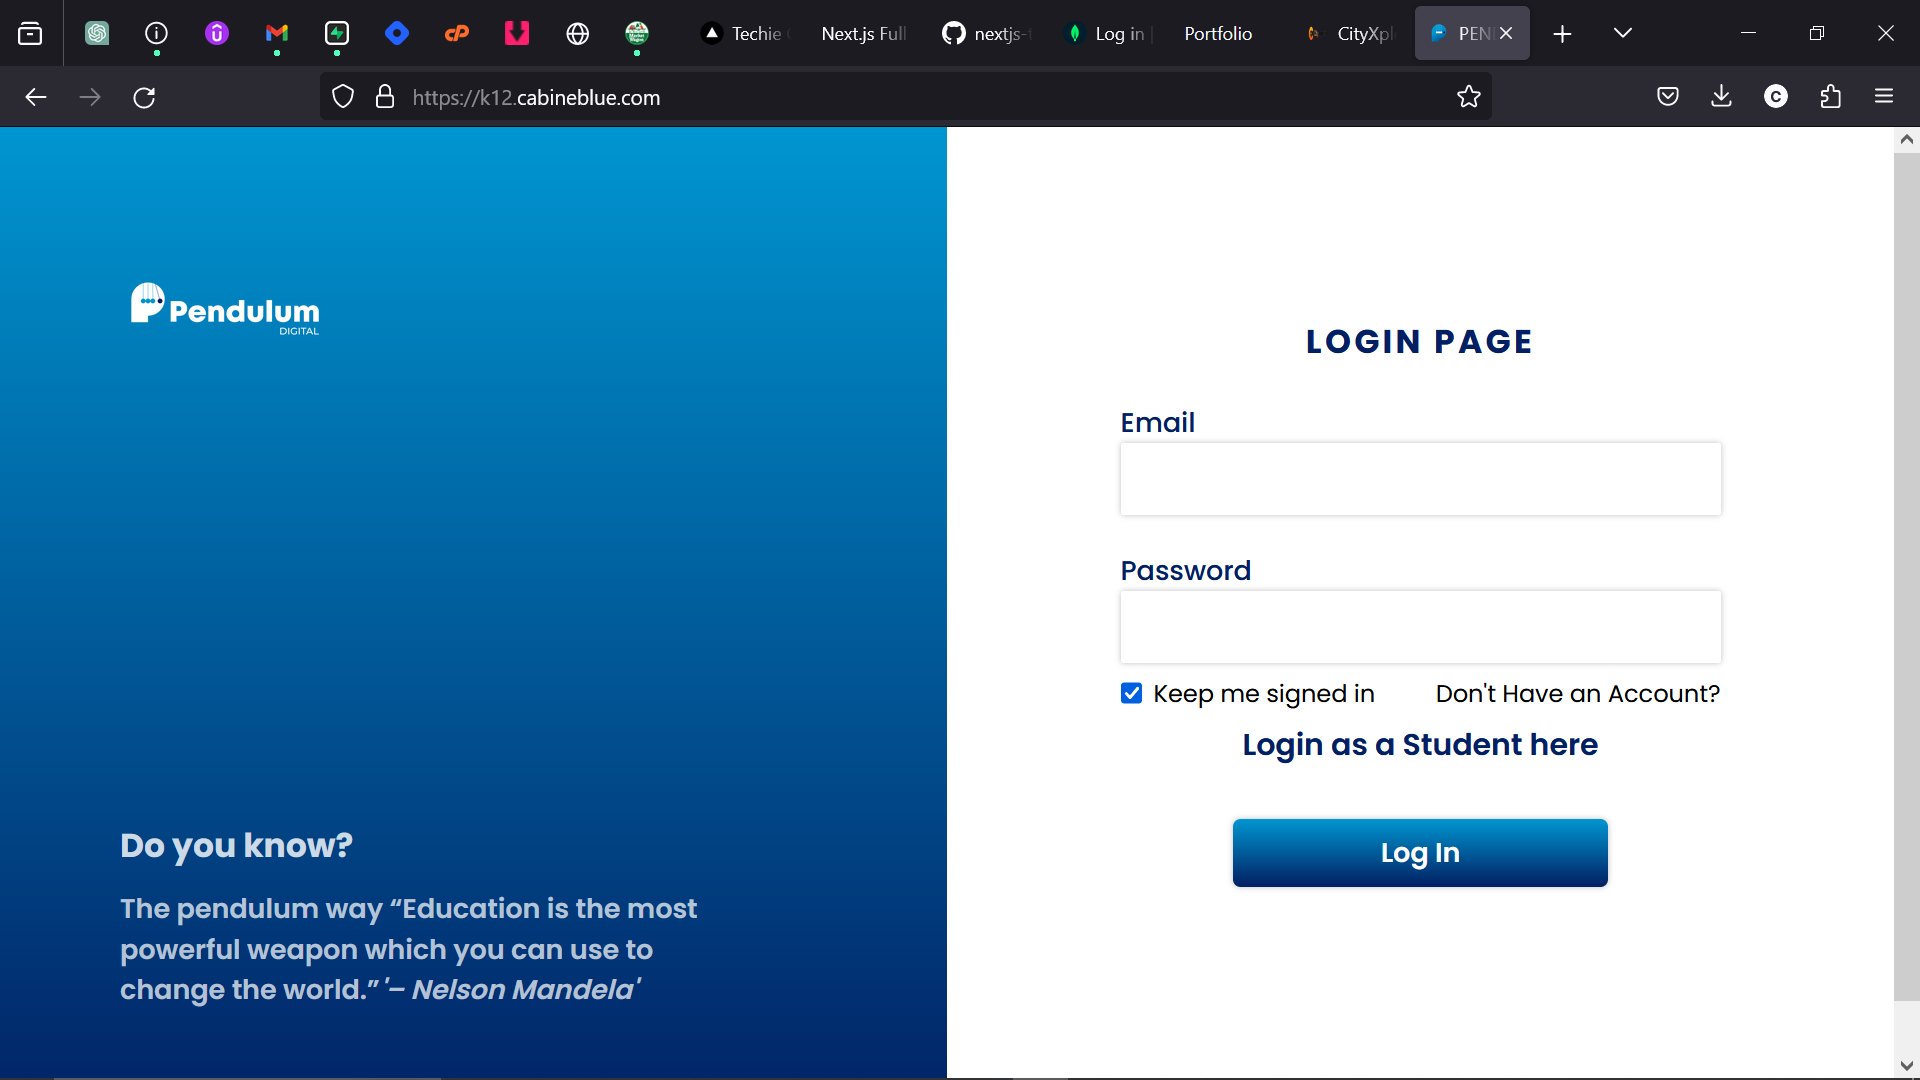 Techie
Next.js Full
nextjs-
Log in
Portfolio
CityXpl
PEN
https://k12.cabineblue.com
Pendulum
DIGITAL
LOGIN PAGE
Email
Password
Keep me signed in
Don't Have an Account?
Login as a Student here
Log In
Do you know?
The pendulum way “Education is the most
powerful weapon which you can use to
change the world.” '– Nelson Mandela'